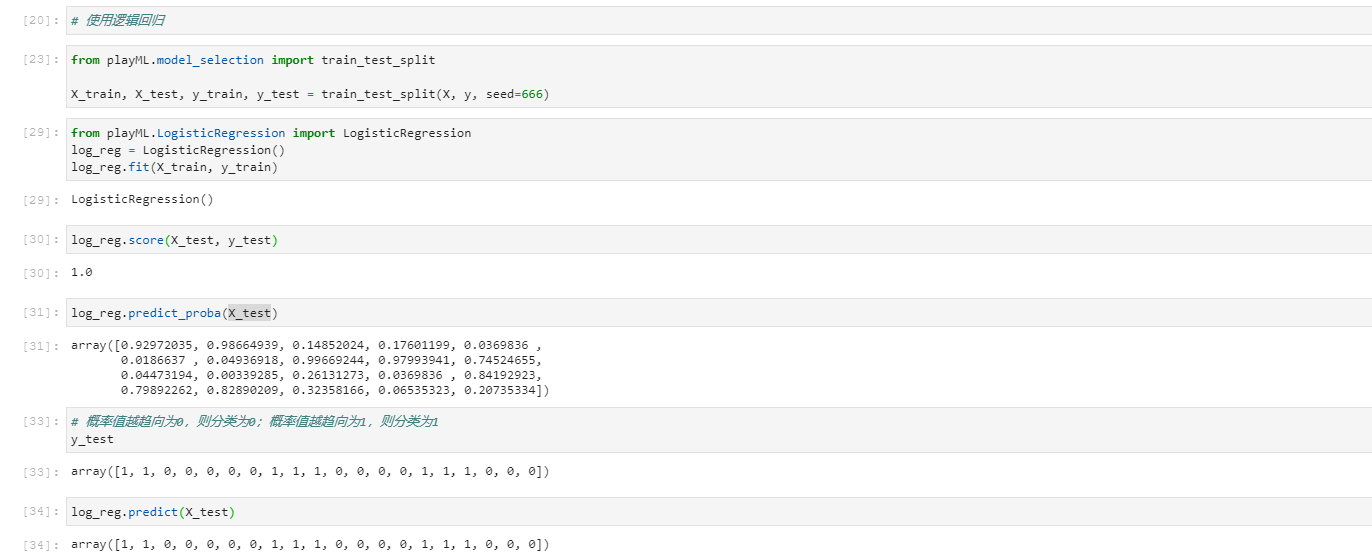 [20]: # 使用逻辑回归
[23]: from playML.model_selection import train_test_split
X_train, X_test, y_train, y_test = train_test_split(X, y, seed=666)
[29]: from playML.LogisticRegression import LogisticRegression
log_reg = LogisticRegression()
log_reg.fit(X_train, y_train)
[29]: LogisticRegression()
[30]: log_reg.score(X_test, y_test)
[30]: 1.0
[31]: log_reg.predict_proba(X_test)
[31]: array([0.92972035, 0.98664939, 0.14852024, 0.17601199, 0.0369836 ,
0.0186637 , 0.04936918, 0.99669244, 0.97993941, 0.74524655,
0.04473194, 0.00339285, 0.26131273, 0.0369836 , 0.84192923,
0.79892262, 0.82890209, 0.32358166, 0.06535323, 0.20735334])
[33]: # 概率值越趋向为0，则分类为0；概率值越趋向为1，则分类为1
y_test
[33]: array([1, 1, 0, 0, 0, 0, 0, 1, 1, 1, 0, 0, 0, 0, 1, 1, 1, 0, 0, 0])
[34]: log_reg.predict(X_test)
[34]: array([1, 1, 0, 0, 0, 0, 0, 1, 1, 1, 0, 0, 0, 0, 1, 1, 1, 0, 0, 0])